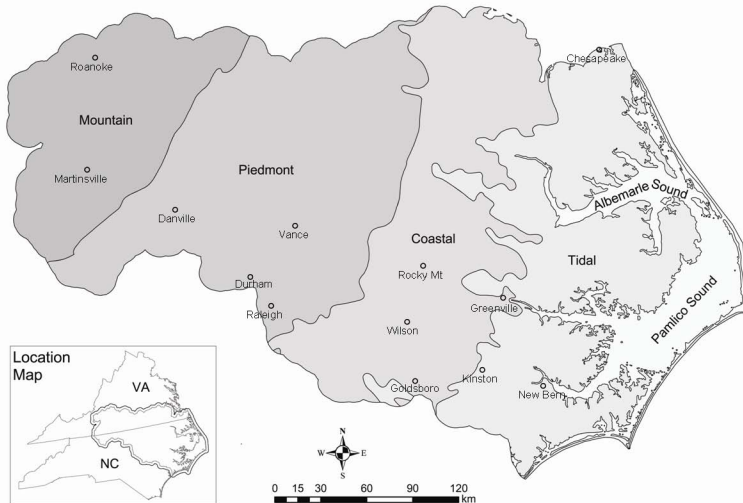 Chesapeake
Roanoke
Mountain
Martinsville
Piedmont
Albemarle Sound
Danville
Vance
Coastal
Tidal
Rocky Mt
Durham
Greenville
Raleigh
Pamlico Sound
Wilson
Location
Map
VA
Kinston
Goldsboro
New Bern
NC
N
W
E
S
0 15 30 60 90 120
km